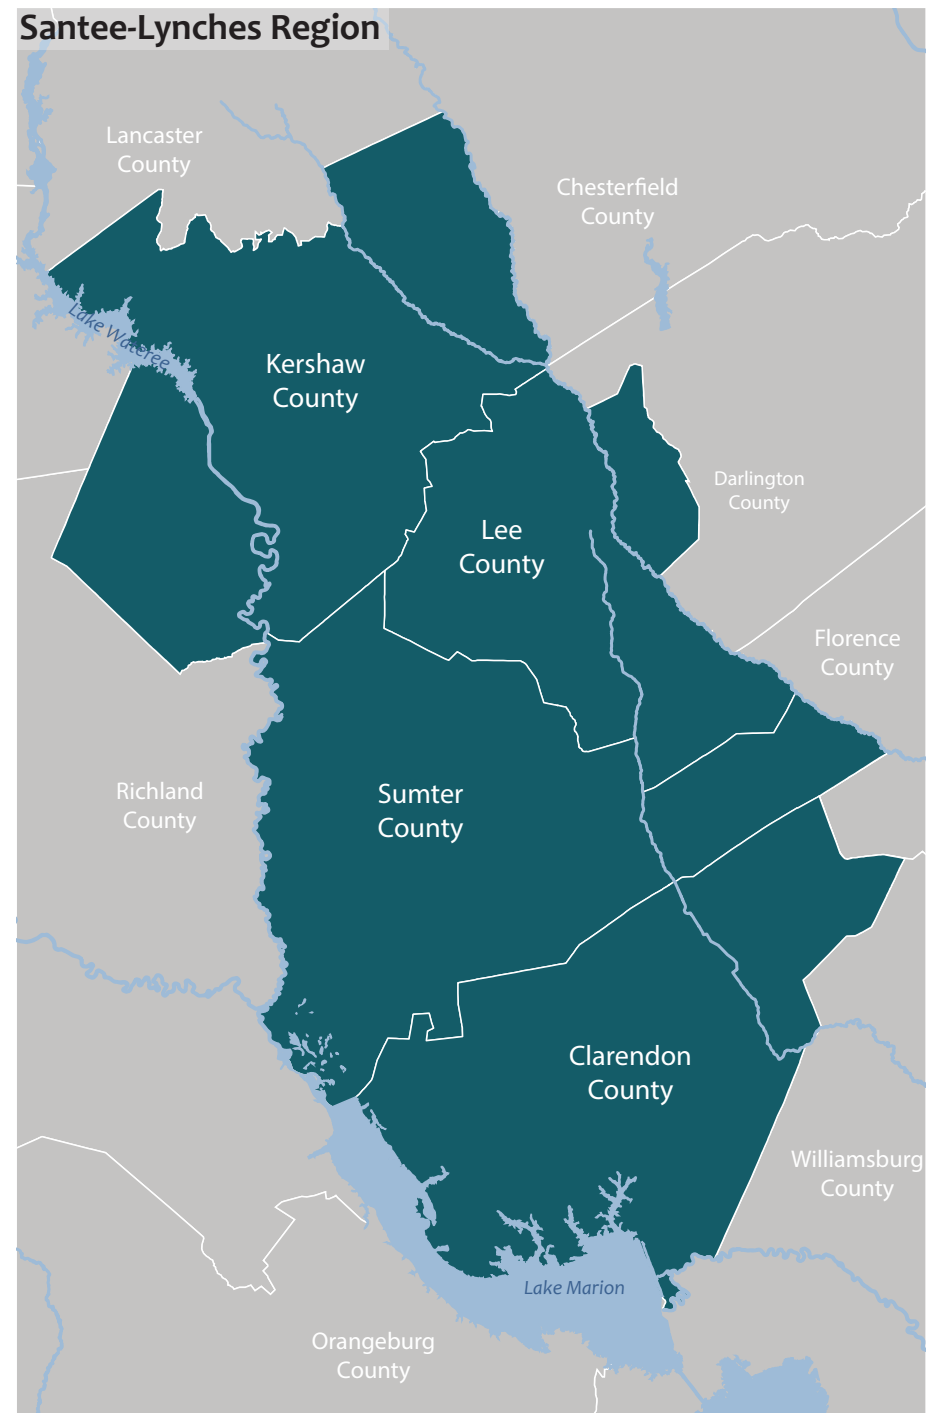 Santee-Lynches Region
Lancaster
County
Chesterfield
County
Lake Wateree
Kershaw
County
Darlington
County
Lee
County
Florence
County
Richland
County
Sumter
County
Clarendon
County
Williamsburg
County
Lake Marion
Orangeburg
County